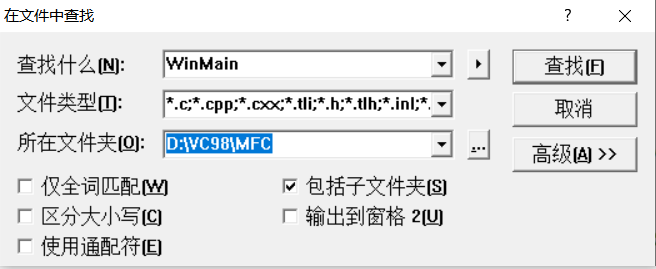 在文件中查找 ?
查找什么(N): WinMain 查找(F)
文件类型(T): *.c;*.cpp;*.cxx;*.tli;*.h;*.tlh;*.inl;*. 取消
所在文件夹(O): D:\VC98\MFC ... 高级(A) >>
仅全词匹配(W) 包括子文件夹(S)
区分大小写(C) 输出到窗格 2(U)
使用通配符(E)